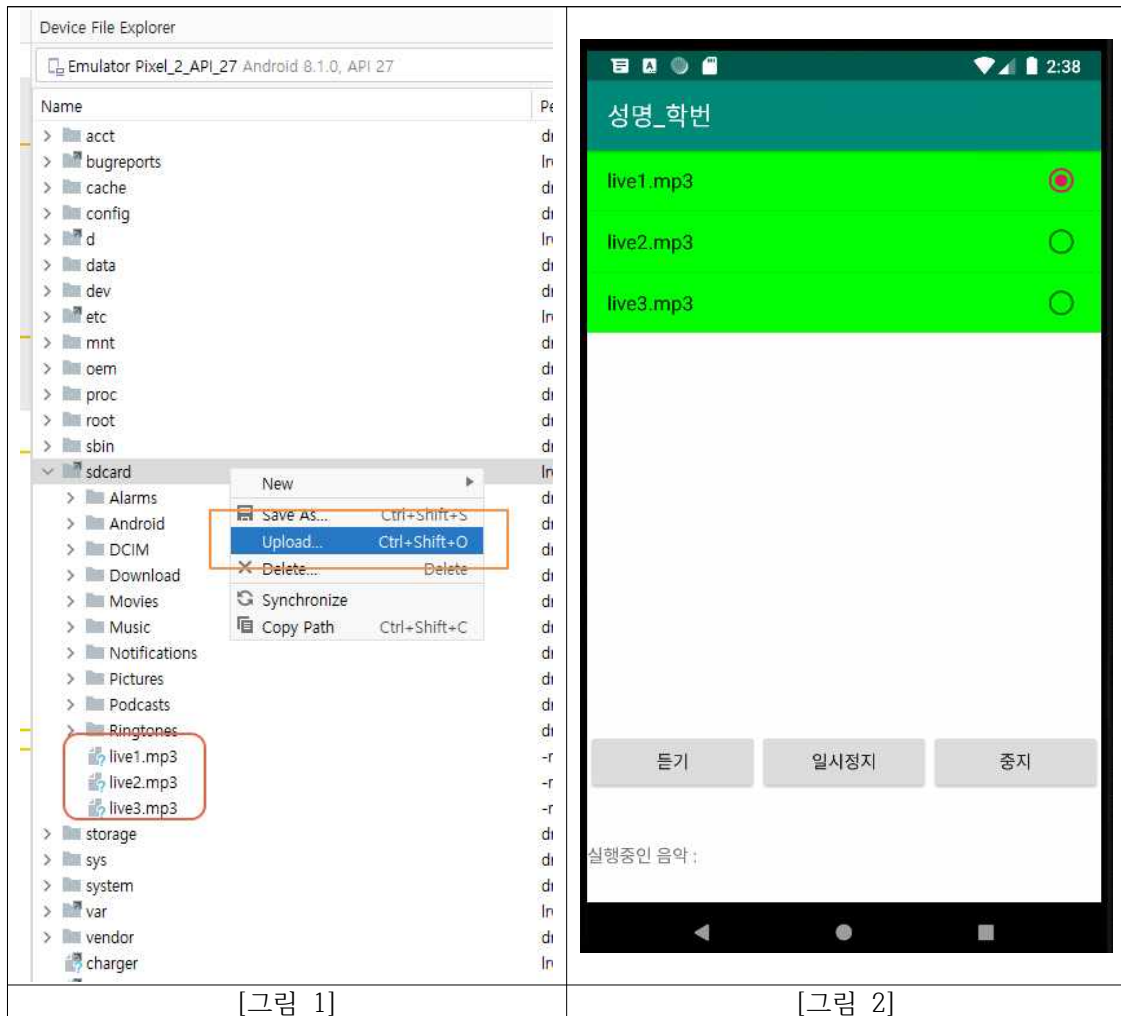 Device File Explorer
Emulator Pixel_2_API_27 Android 8.1.0, API 27
Name
acct
bugreports
cache
config
d
data
dev
etc
mnt
oem
proc
root
sbin
sdcard
Alarms
Android
DCIM
Download
Movies
Music
Notifications
Pictures
Podcasts
Ringtones
live1.mp3
live2.mp3
live3.mp3
storage
sys
system
var
vendor
charger
New
Save As... Ctrl+Shift+S
Upload... Ctrl+Shift+O
Delete... Delete
Synchronize
Copy Path Ctrl+Shift+C
[그림 1]
2:38
성명_학번
live1.mp3
live2.mp3
live3.mp3
듣기 일시정지 중지
실행중인 음악 :
[그림 2]